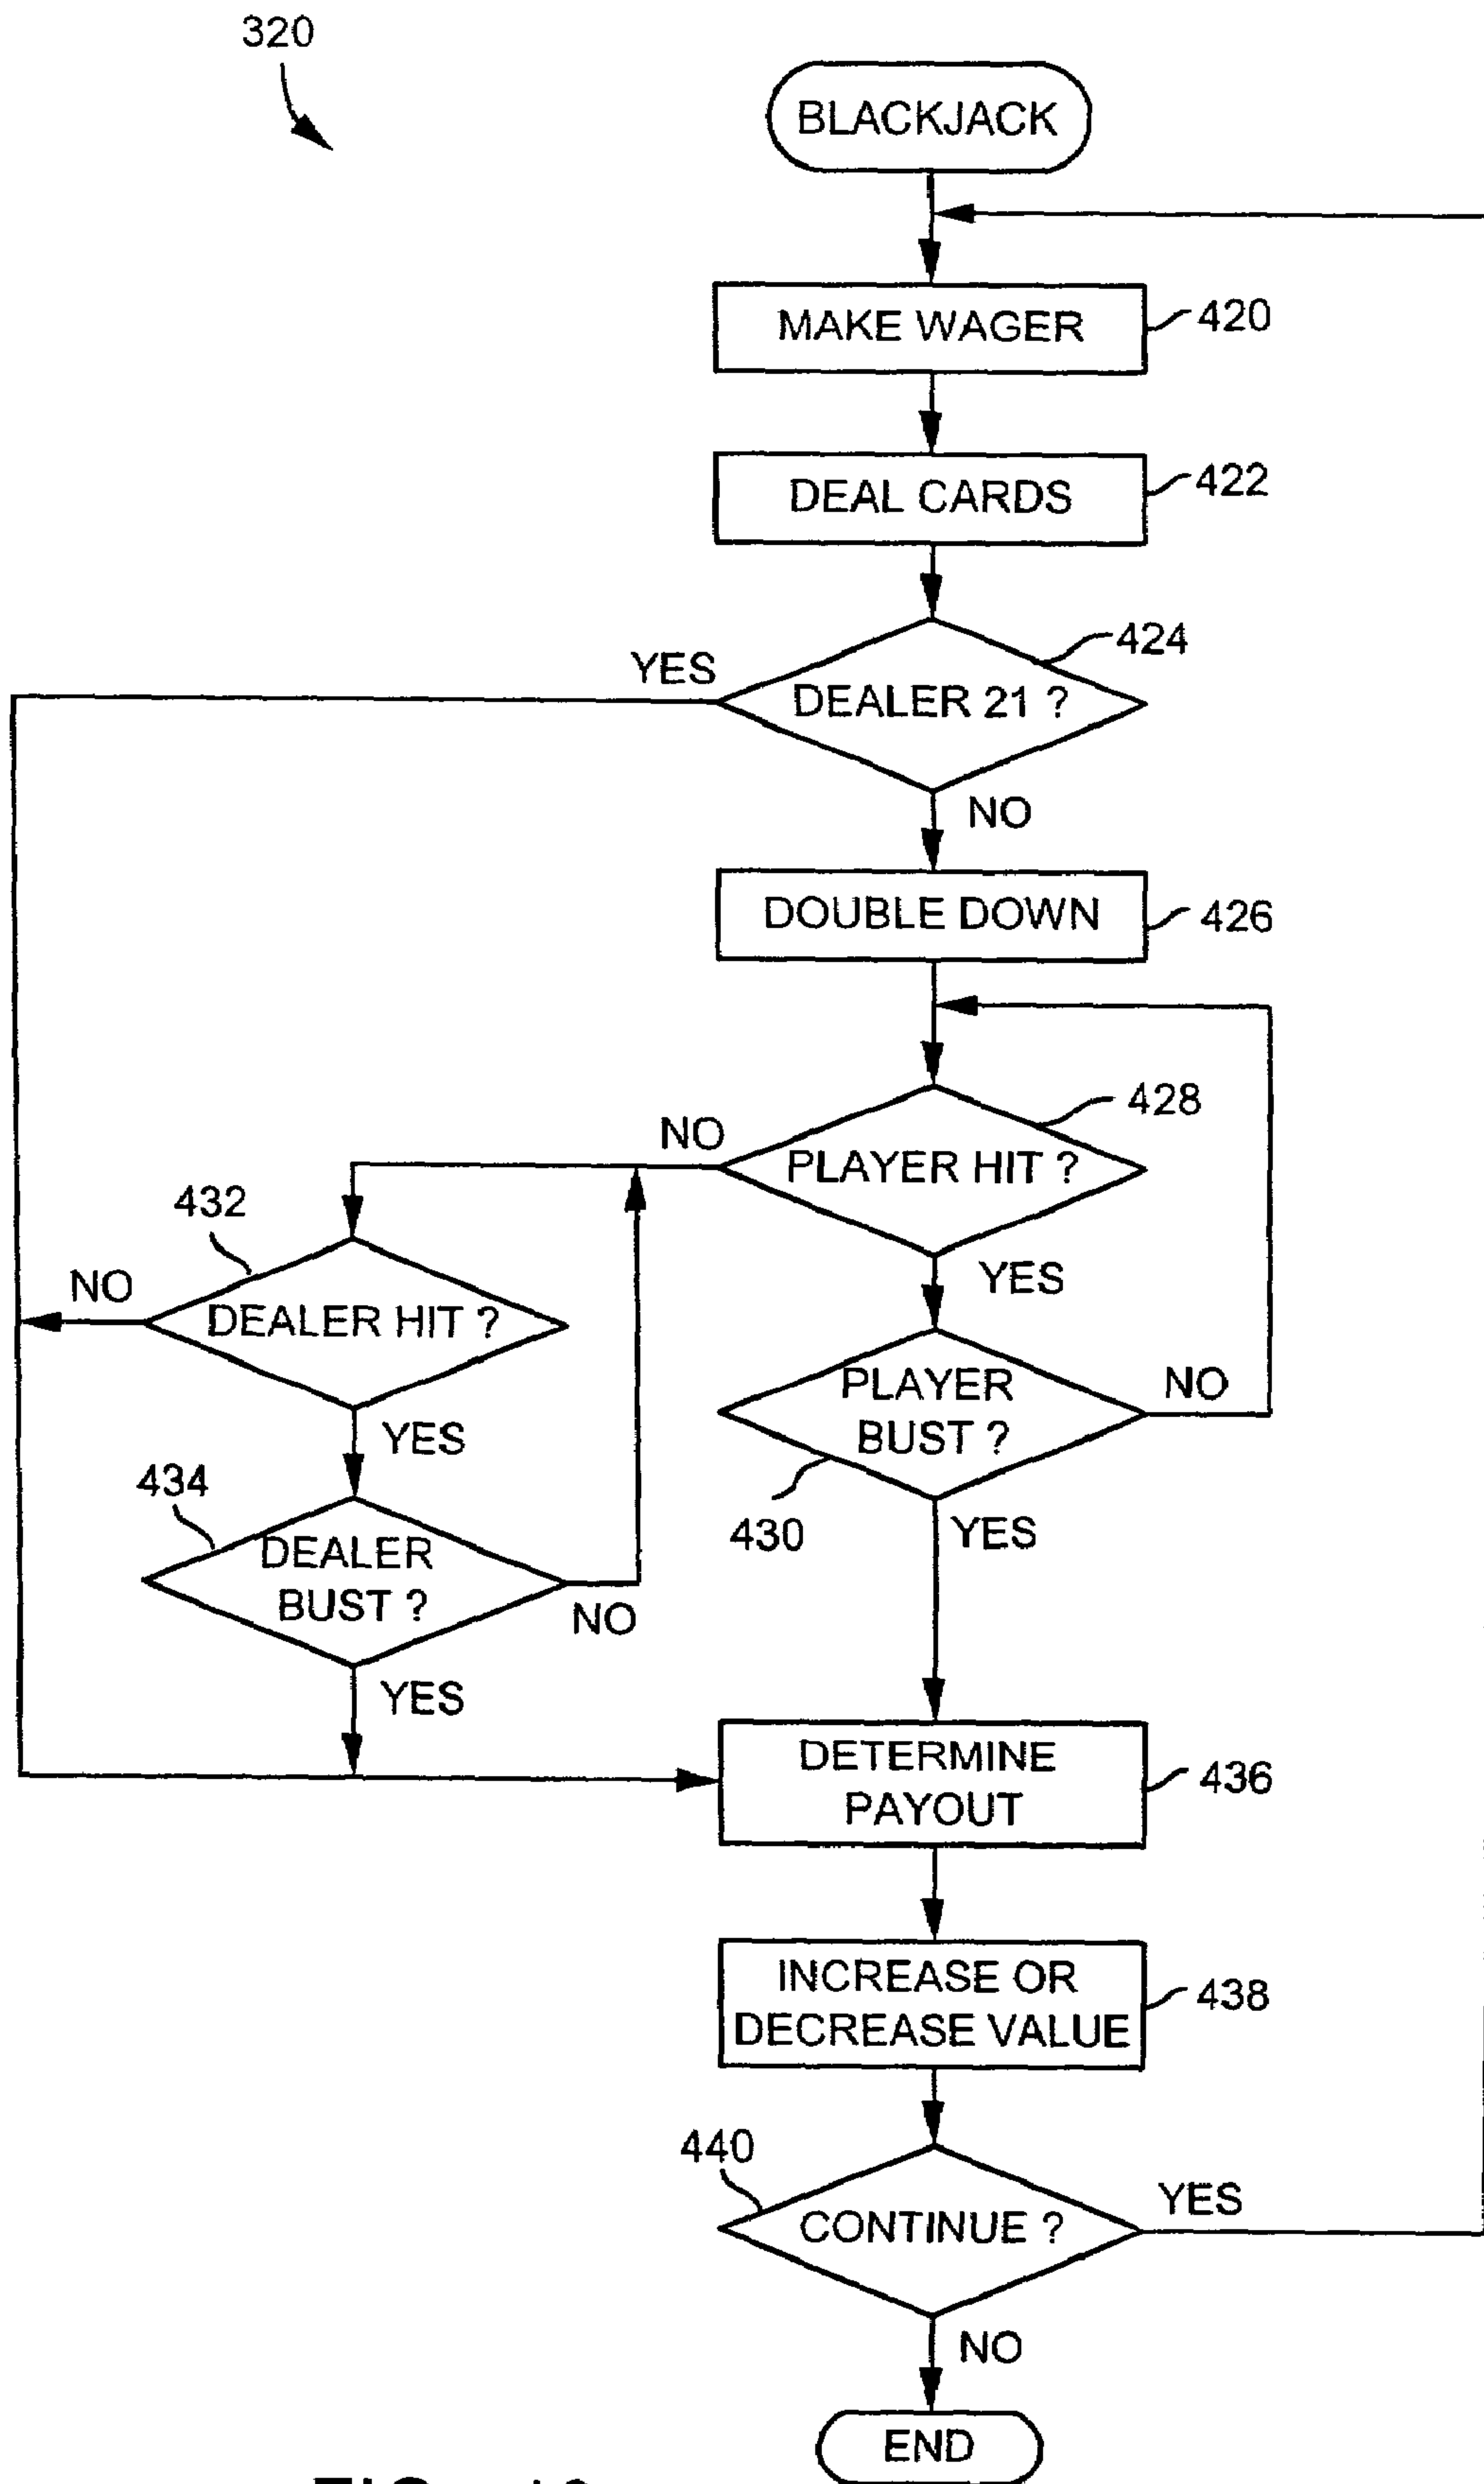 320
BLACKJACK
MAKE WAGER
420
DEAL CARDS
422
424
YES
DEALER 21 ?
NO
DOUBLE DOWN
426
428
NO
PLAYER HIT ?
432
YES
NO
DEALER HIT ?
PLAYER
BUST ?
NO
YES
434
430
YES
DEALER
BUST ?
NO
YES
DETERMINE
PAYOUT
436
INCREASE OR
DECREASE VALUE
438
440
YES
CONTINUE ?
NO
END